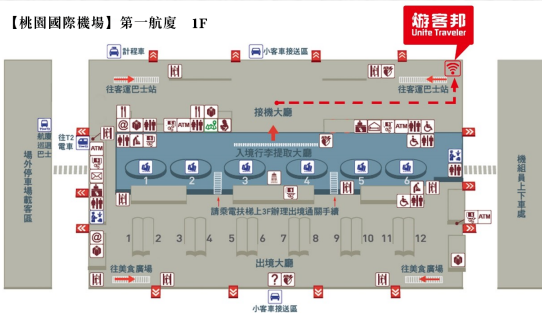 【桃園國際機場】第一航廈 1F
遊客邦
Unite Traveler
計程車
小客車接送區
往客運巴士站
往客運巴士站
接機大廳
往T2
電車
ATM
ATM
入境行李提取大廳
1 2 3 4 5 6
請乘電扶梯上3F辦理出境通關手續
場外停車場載客區
機組員上下車處
ATM
ATM
1 2 3 4 5 6 7 8 9 10 11 12
出境大廳
往美食廣場
往美食廣場
小客車接送區